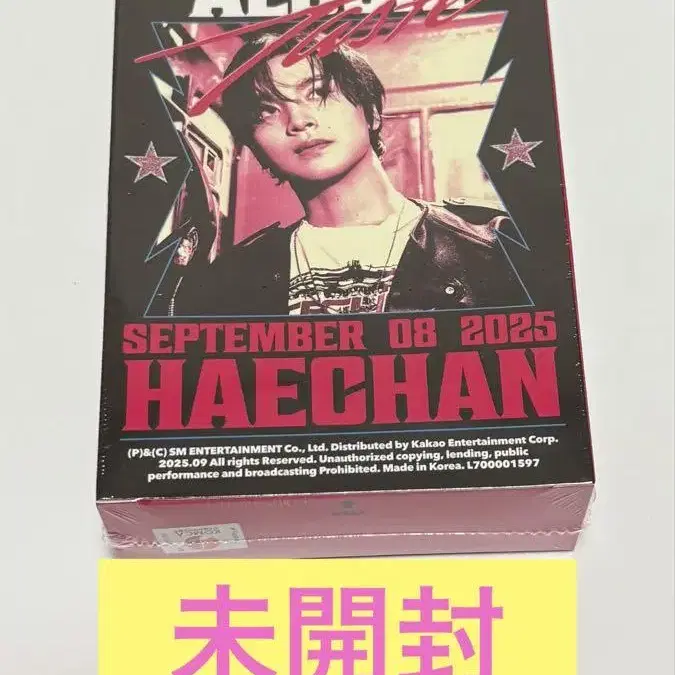 Taste
SEPTEMBER 08 2025
HAECHAN
(P)&(C) SM ENTERTAINMENT Co., Ltd. Distributed by Kakao Entertainment Corp.
2025.09 All rights Reserved. Unauthorized copying, lending, public
performance and broadcasting Prohibited. Made in Korea. L700001597
未開封